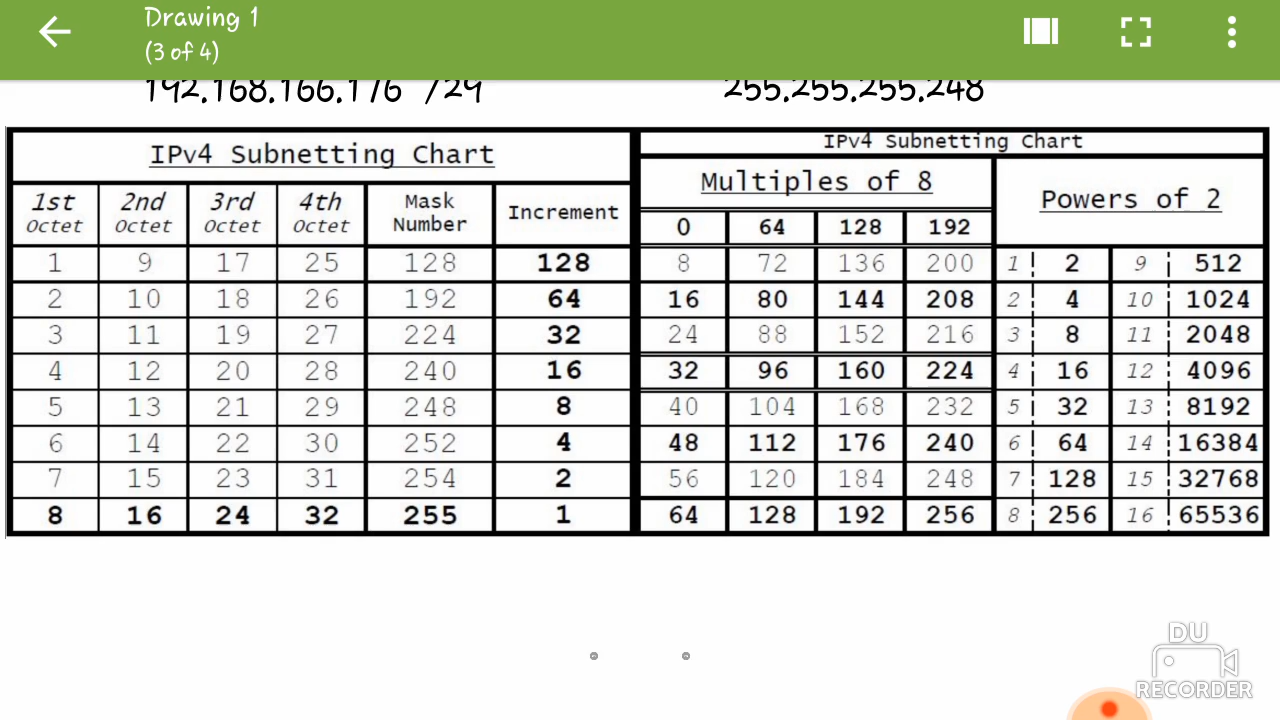 Drawing 1
(3 of 4)
192.168.166.176 /29 255.255.255.248
IPv4 Subnetting Chart
1st Octet 2nd Octet 3rd Octet 4th Octet Mask Number Increment
1 9 17 25 128 128
2 10 18 26 192 64
3 11 19 27 224 32
4 12 20 28 240 16
5 13 21 29 248 8
6 14 22 30 252 4
7 15 23 31 254 2
8 16 24 32 255 1
IPv4 Subnetting Chart
Multiples of 8
0 64 128 192
8 72 136 200
16 80 144 208
24 88 152 216
32 96 160 224
40 104 168 232
48 112 176 240
56 120 184 248
64 128 192 256
Powers of 2
1 2 9 512
2 4 10 1024
3 8 11 2048
4 16 12 4096
5 32 13 8192
6 64 14 16384
7 128 15 32768
8 256 16 65536
DU
RECORDER